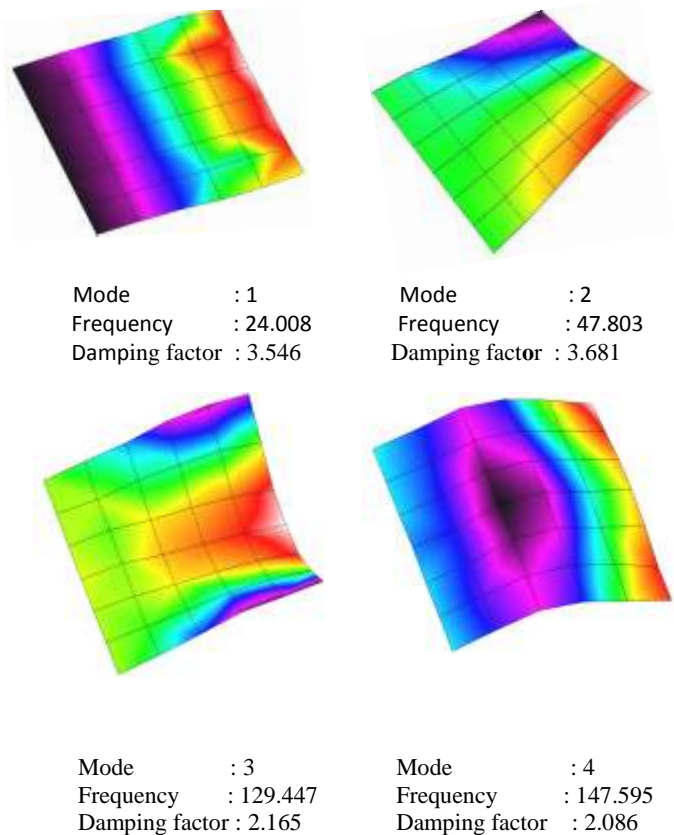 Mode : 1
Frequency : 24.008
Damping factor : 3.546
Mode : 2
Frequency : 47.803
Damping factor : 3.681
Mode : 3
Frequency : 129.447
Damping factor : 2.165
Mode : 4
Frequency : 147.595
Damping factor : 2.086